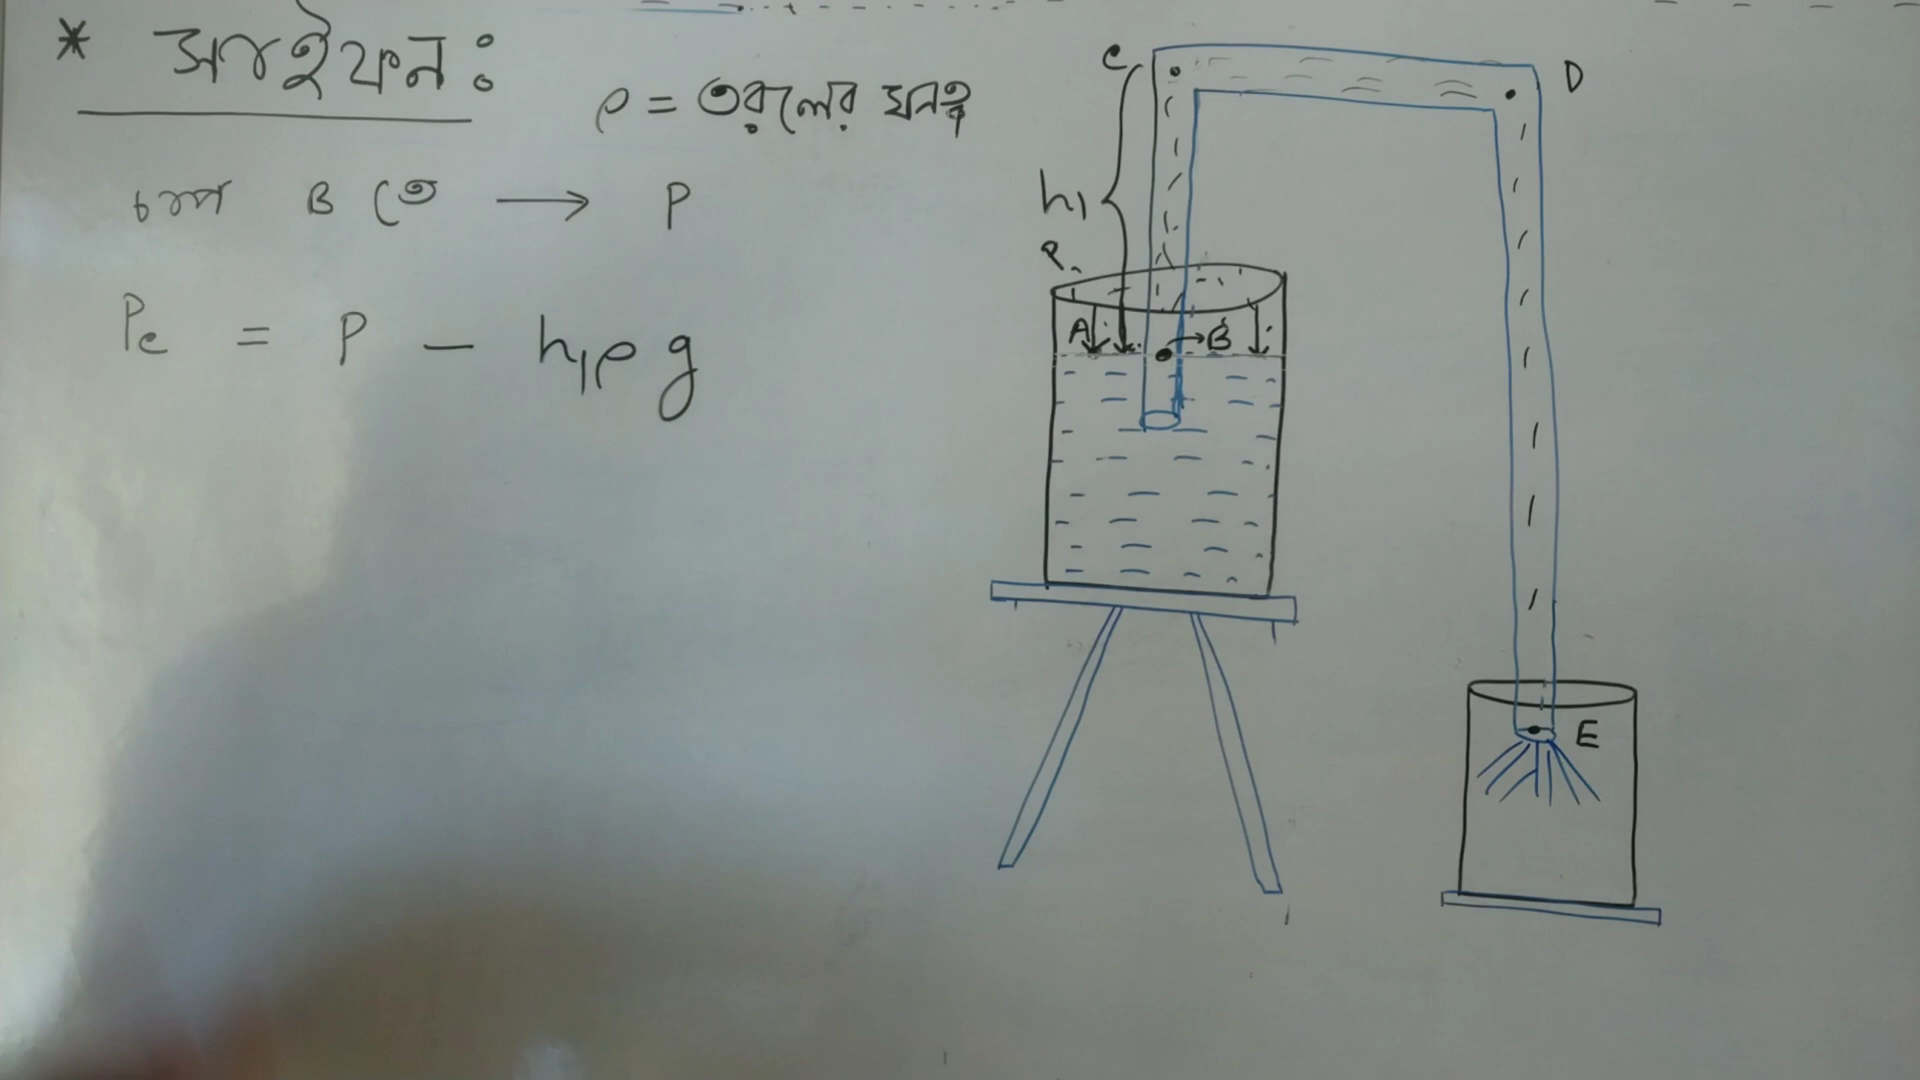 * সাইফন:
ρ = তরলের ঘনত্ব
চাপ B তে → P
Pc = P - h₁ρg
C
D
h₁
P
A
B
E